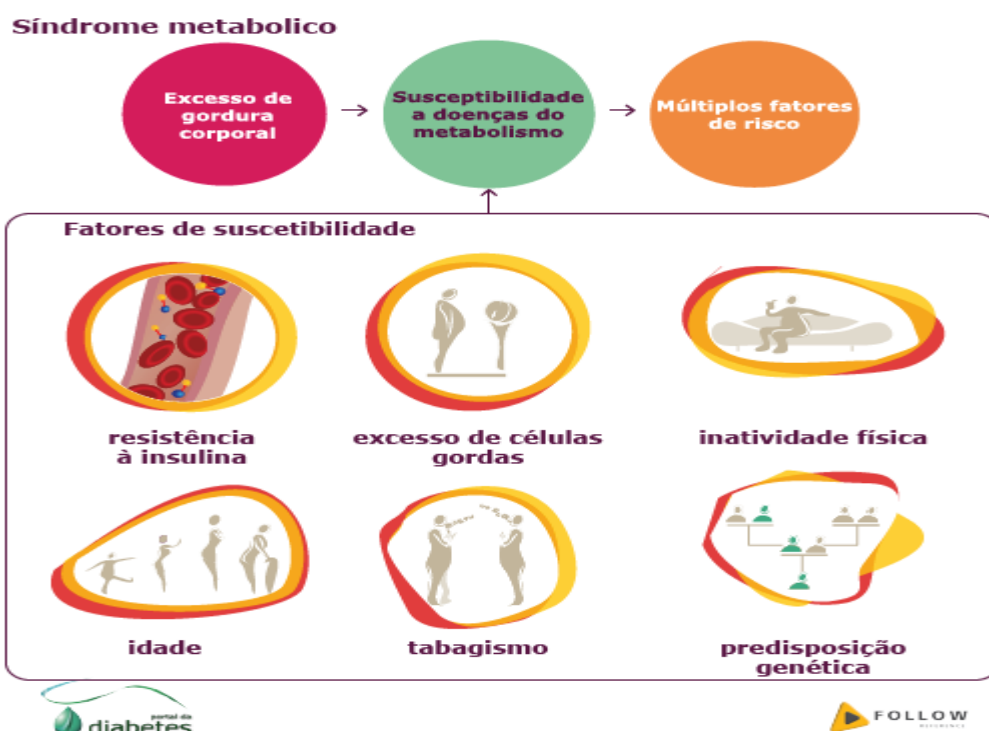 Síndrome metabolico
Excesso de
gordura
corporal
Susceptibilidade
a doenças do
metabolismo
Múltiplos fatores
de risco
Fatores de suscetibilidade
resistência
à insulina
excesso de células
gordas
inatividade física
idade
tabagismo
predisposição
genética
portal da
diabetes
FOLLOW